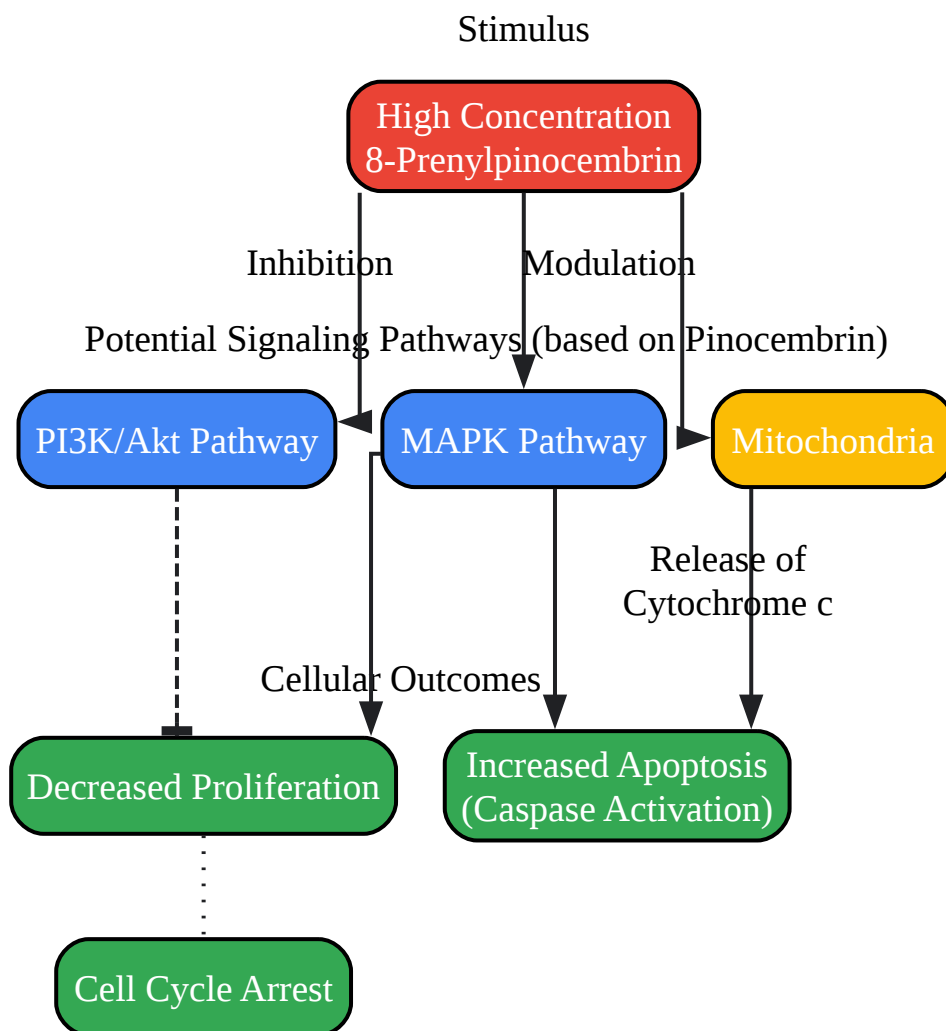 Stimulus
High Concentration
8-Prenylpinocembrin
Inhibition
Modulation
Potential Signaling Pathways (based on Pinocembrin)
PI3K/Akt Pathway
MAPK Pathway
Mitochondria
Release of
Cytochrome c
Cellular Outcomes
Decreased Proliferation
Increased Apoptosis
(Caspase Activation)
Cell Cycle Arrest